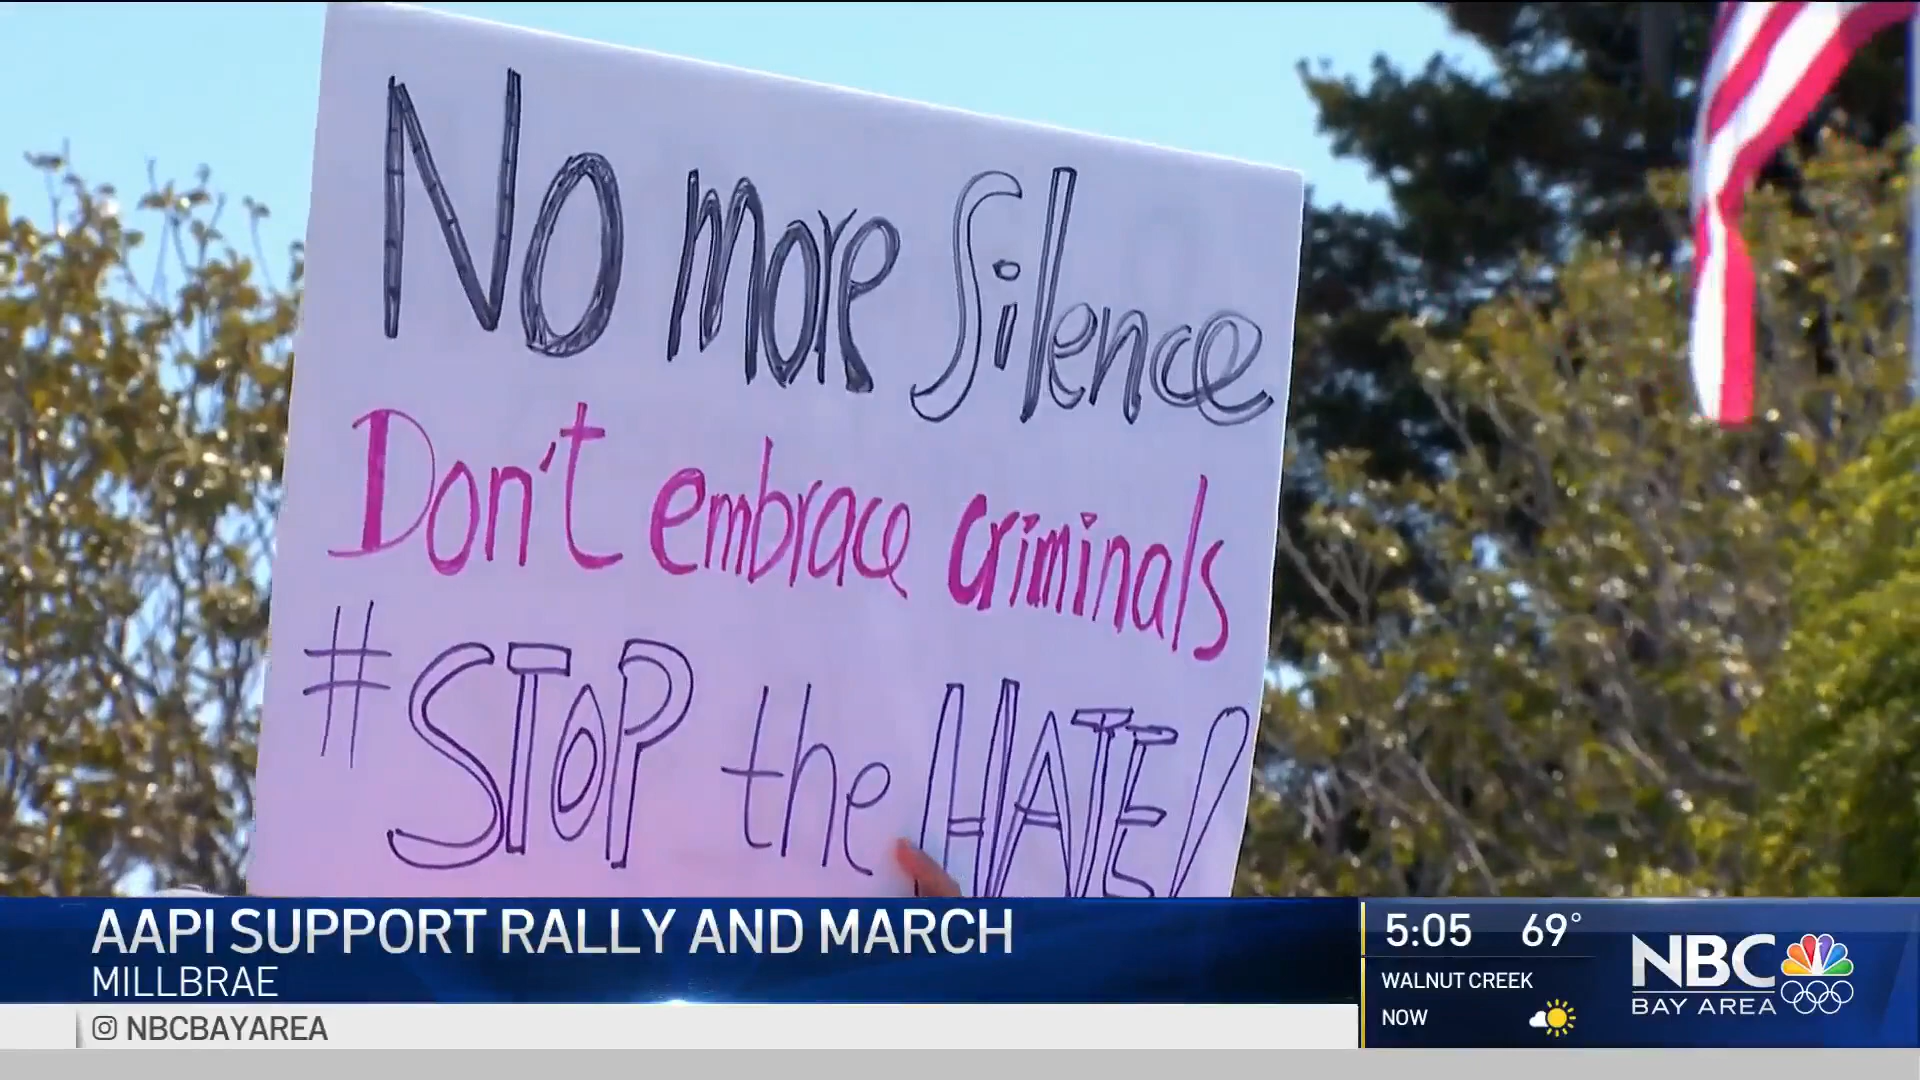 No more Silence
Don't embrace criminals
#STOP the HATE!
AAPI SUPPORT RALLY AND MARCH
MILLBRAE
NBCBAYAREA
5:05 69°
WALNUT CREEK
NOW
NBC
BAY AREA